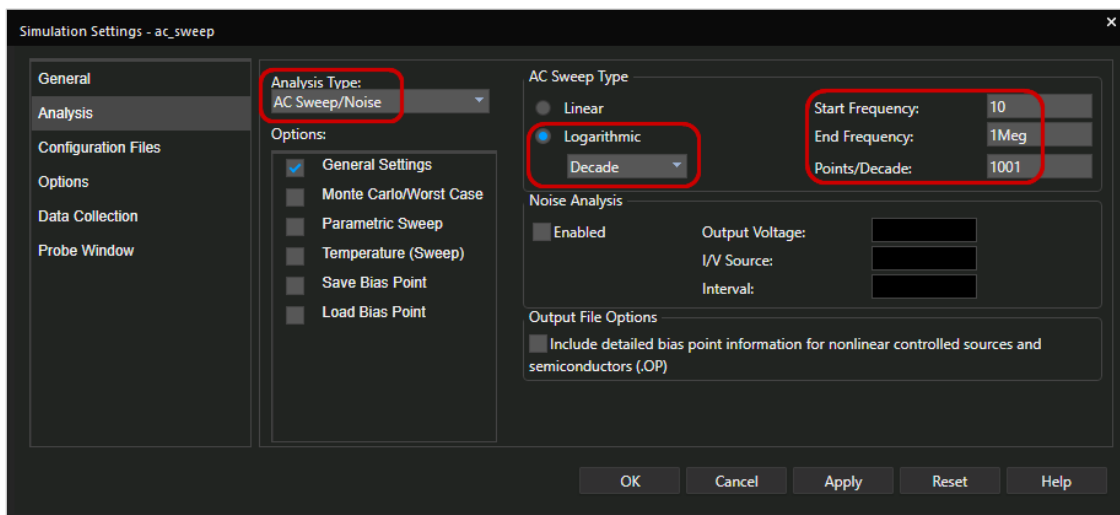 Simulation Settings - ac_sweep
×
General
Analysis
Configuration Files
Options
Data Collection
Probe Window
Analysis Type:
AC Sweep/Noise
Options:
General Settings
Monte Carlo/Worst Case
Parametric Sweep
Temperature (Sweep)
Save Bias Point
Load Bias Point
AC Sweep Type
Linear
Logarithmic
Decade
Start Frequency: 10
End Frequency: 1Meg
Points/Decade: 1001
Noise Analysis
Enabled
Output Voltage:
I/V Source:
Interval:
Output File Options
Include detailed bias point information for nonlinear controlled sources and
semiconductors (.OP)
OK Cancel Apply Reset Help